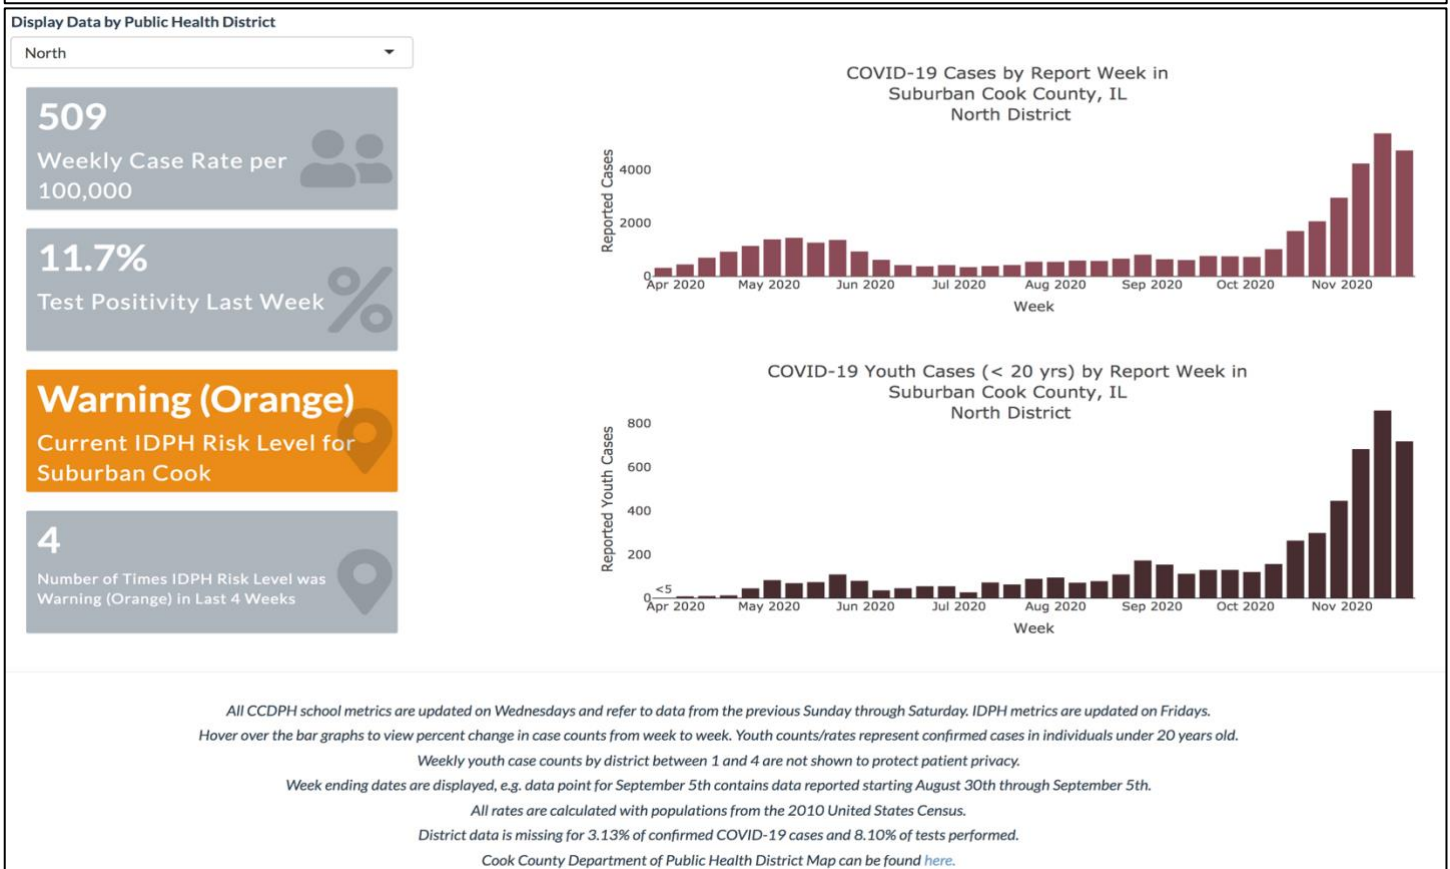 Display Data by Public Health District
North
509
Weekly Case Rate per
100,000
11.7%
Test Positivity Last Week
Warning (Orange)
Current IDPH Risk Level for
Suburban Cook
4
Number of Times IDPH Risk Level was
Warning (Orange) in Last 4 Weeks
COVID-19 Cases by Report Week in
Suburban Cook County, IL
North District
Reported Cases
4000
2000
0
Apr 2020 May 2020 Jun 2020 Jul 2020 Aug 2020 Sep 2020 Oct 2020 Nov 2020
Week
COVID-19 Youth Cases (< 20 yrs) by Report Week in
Suburban Cook County, IL
North District
Reported Youth Cases
800
600
400
200
0
<5
Apr 2020 May 2020 Jun 2020 Jul 2020 Aug 2020 Sep 2020 Oct 2020 Nov 2020
Week
All CCDPH school metrics are updated on Wednesdays and refer to data from the previous Sunday through Saturday. IDPH metrics are updated on Fridays.
Hover over the bar graphs to view percent change in case counts from week to week. Youth counts/rates represent confirmed cases in individuals under 20 years old.
Weekly youth case counts by district between 1 and 4 are not shown to protect patient privacy.
Week ending dates are displayed, e.g. data point for September 5th contains data reported starting August 30th through September 5th.
All rates are calculated with populations from the 2010 United States Census.
District data is missing for 3.13% of confirmed COVID-19 cases and 8.10% of tests performed.
Cook County Department of Public Health District Map can be found here.